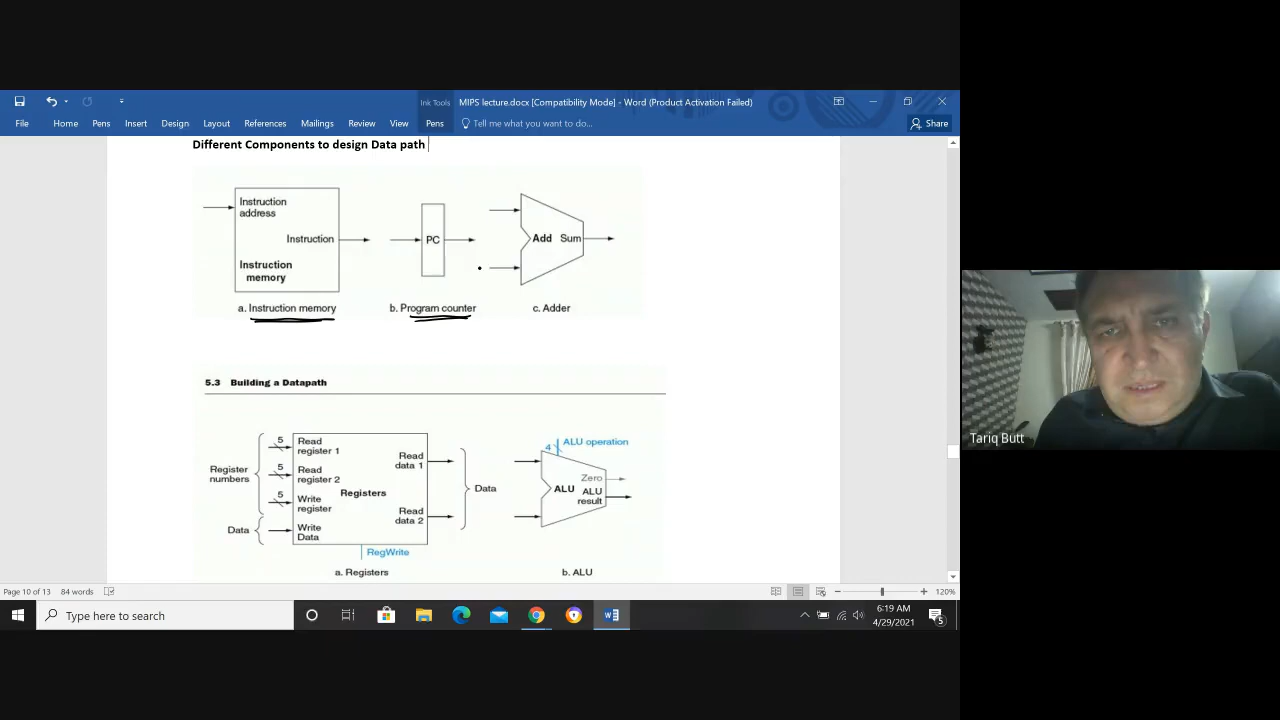 Ink Tools
MIPS lecture.docx [Compatibility Mode] - Word (Product Activation Failed)
File Home Pens Insert Design Layout References Mailings Review View Pens Tell me what you want to do... Share
Different Components to design Data path
Instruction
address
Instruction
Instruction
memory
PC
Add Sum
a. Instruction memory
b. Program counter
c. Adder
5.3 Building a Datapath
Register
numbers
Data
5
5
5
Read
register 1
Read
register 2
Write
register
Write
Data
Registers
Read
data 1
Read
data 2
Data
RegWrite
4
ALU operation
ALU
Zero
ALU
result
a. Registers
b. ALU
Page 10 of 13 84 words
120%
Type here to search
6:19 AM
4/29/2021
5
Tariq Butt